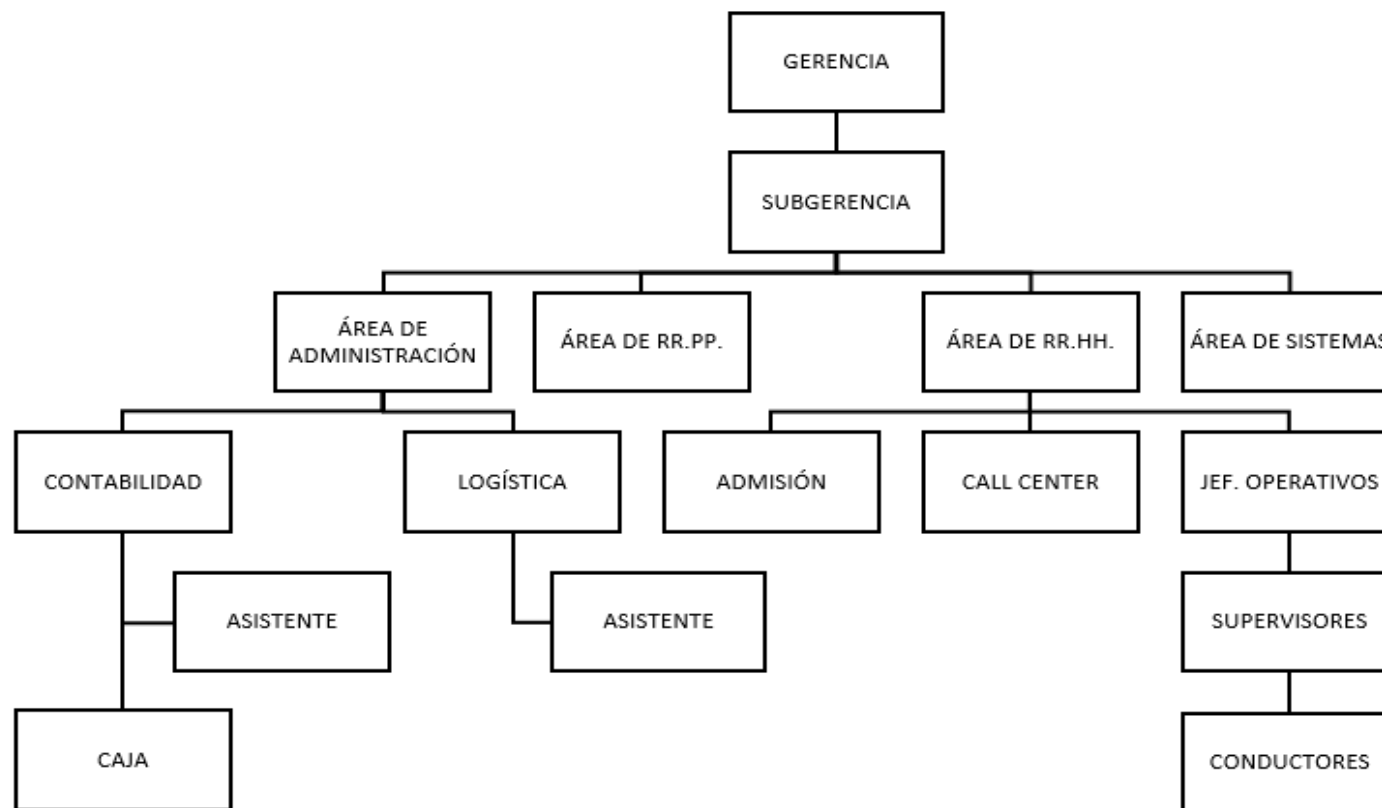 GERENCIA
SUBGERENCIA
ÁREA DE
ADMINISTRACIÓN
ÁREA DE RR.PP.
ÁREA DE RR.HH.
ÁREA DE SISTEMAS
CONTABILIDAD
LOGÍSTICA
ADMISIÓN
CALL CENTER
JEF. OPERATIVOS
ASISTENTE
ASISTENTE
SUPERVISORES
CAJA
CONDUCTORES